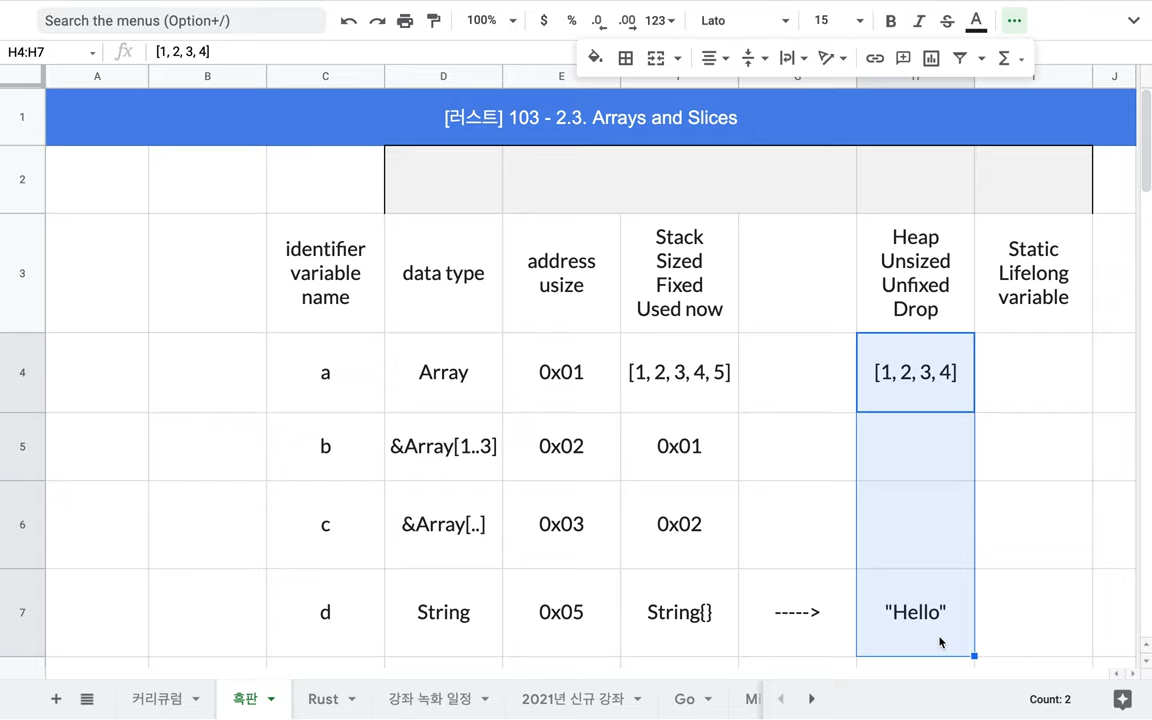 Search the menus (Option+/)
100%
$ % .0 .00 123
Lato
15
B I S A
H4:H7
fx
[1, 2, 3, 4]
A B C D E F G H I J
1 [러스트] 103 - 2.3. Arrays and Slices
2
3
identifier
variable
name
data type
address
usize
Stack
Sized
Fixed
Used now
Heap
Unsized
Unfixed
Drop
Static
Lifelong
variable
4 a Array 0x01 [1, 2, 3, 4, 5] [1, 2, 3, 4]
5 b &Array[1..3] 0x02 0x01
6 c &Array[..] 0x03 0x02
7 d String 0x05 String{} -----> "Hello"
커리큘럼 흑판 Rust 강좌 녹화 일정 2021년 신규 강좌 Go Mi
Count: 2